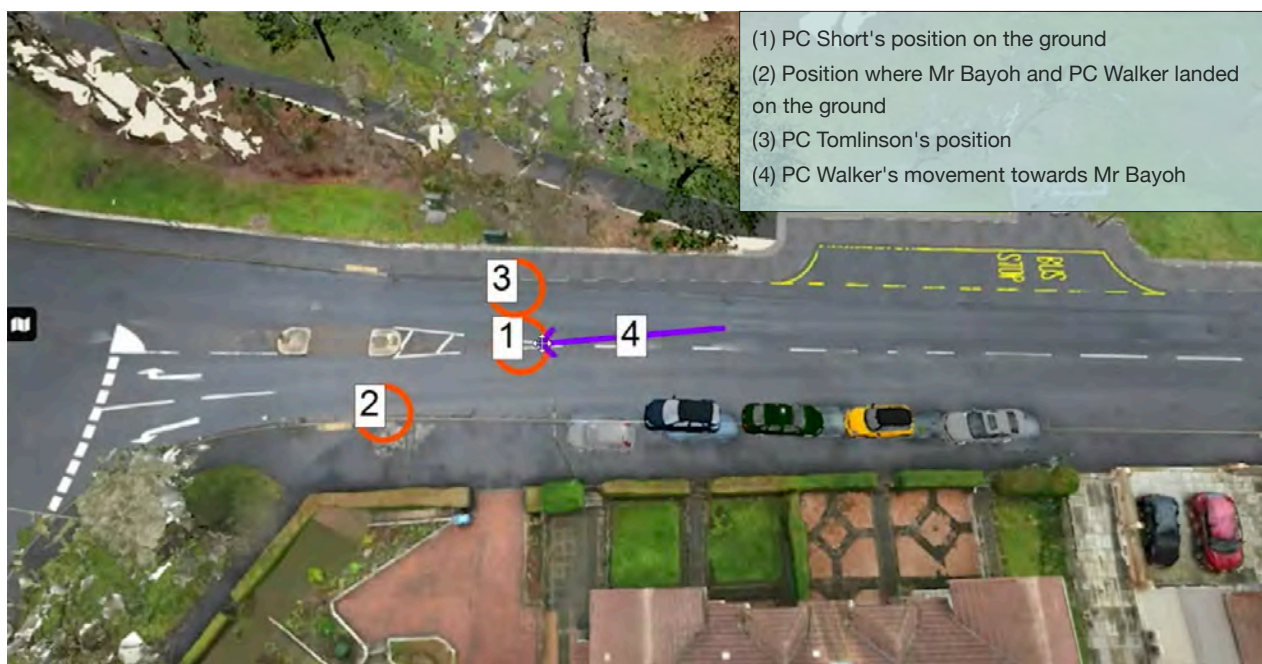 (1) PC Short's position on the ground
(2) Position where Mr Bayoh and PC Walker landed
on the ground
(3) PC Tomlinson's position
(4) PC Walker's movement towards Mr Bayoh
3
BUS
STOP
1
4
2